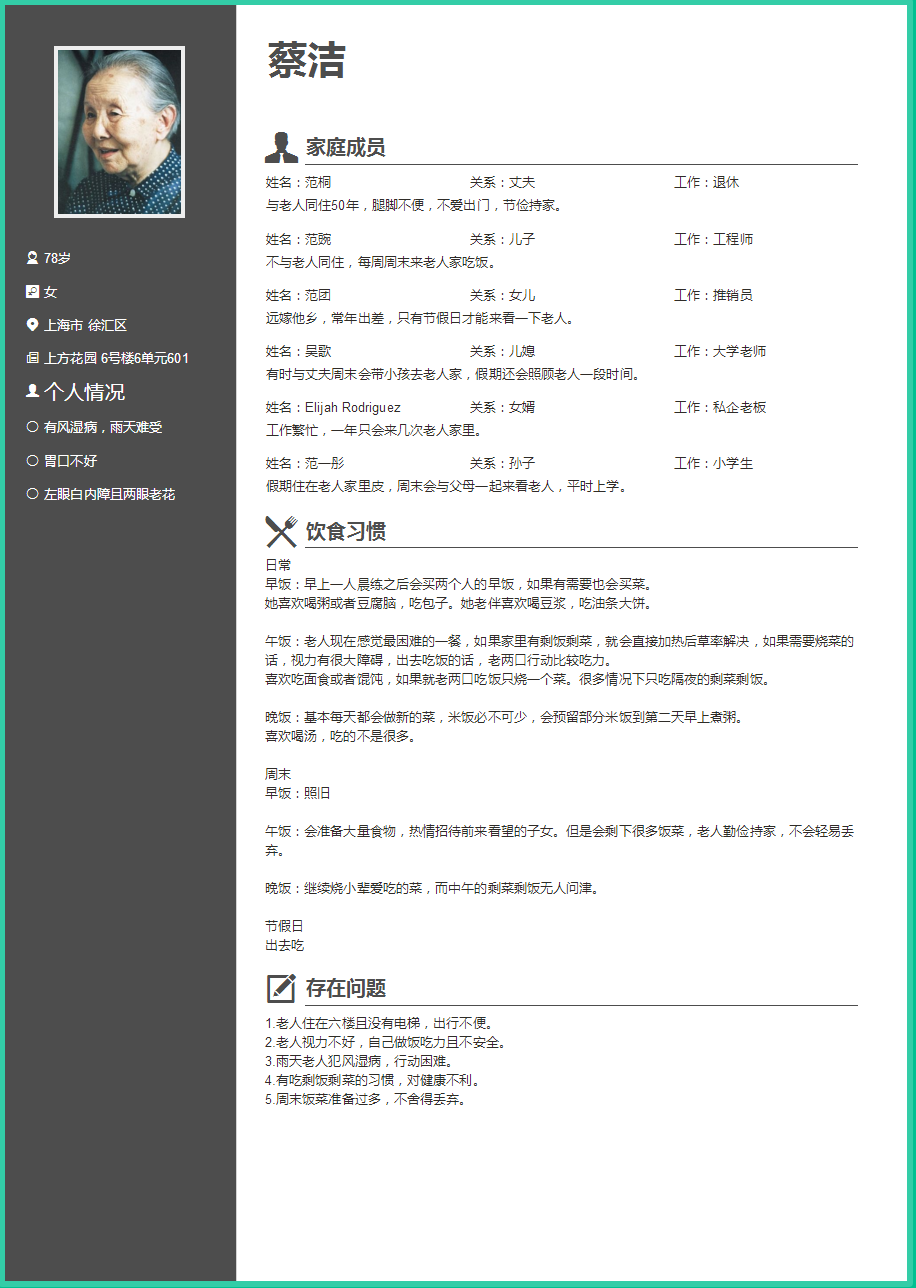 蔡洁
78岁
女
上海市 徐汇区
上方花园 6号楼6单元601
个人情况
有风湿病，雨天难受
胃口不好
左眼白内障且两眼老花
家庭成员
姓名：范桐 关系：丈夫 工作：退休
与老人同住50年，腿脚不便，不爱出门，节俭持家。
姓名：范豌 关系：儿子 工作：工程师
不与老人同住，每周周末来老人家吃饭。
姓名：范团 关系：女儿 工作：推销员
远嫁他乡，常年出差，只有节假日才能来看一下老人。
姓名：吴歌 关系：儿媳 工作：大学老师
有时与丈夫周末会带小孩去老人家，假期还会照顾老人一段时间。
姓名：Elijah Rodriguez 关系：女婿 工作：私企老板
工作繁忙，一年只会来几次老人家里。
姓名：范一彤 关系：孙子 工作：小学生
假期住在老人家里皮，周末会与父母一起来看老人，平时上学。
饮食习惯
日常
早饭：早上一人晨练之后会买两个人的早饭，如果有需要也会买菜。
她喜欢喝粥或者豆腐脑，吃包子。她老伴喜欢喝豆浆，吃油条大饼。
午饭：老人现在感觉最困难的一餐，如果家里有剩饭剩菜，就会直接加热后草率解决，如果需要烧菜的
话，视力有很大障碍，出去吃饭的话，老两口行动比较吃力。
喜欢吃面食或者馄饨，如果就老两口吃饭只烧一个菜。很多情况下只吃隔夜的剩菜剩饭。
晚饭：基本每天都会做新的菜，米饭必不可少，会预留部分米饭到第二天早上煮粥。
喜欢喝汤，吃的不是很多。
周末
早饭：照旧
午饭：会准备大量食物，热情招待前来看望的子女。但是会剩下很多饭菜，老人勤俭持家，不会轻易丢
弃。
晚饭：继续烧小辈爱吃的菜，而中午的剩菜剩饭无人问津。
节假日
出去吃
存在问题
1.老人住在六楼且没有电梯，出行不便。
2.老人视力不好，自己做饭吃力且不安全。
3.雨天老人犯风湿病，行动困难。
4.有吃剩饭剩菜的习惯，对健康不利。
5.周末饭菜准备过多，不舍得丢弃。